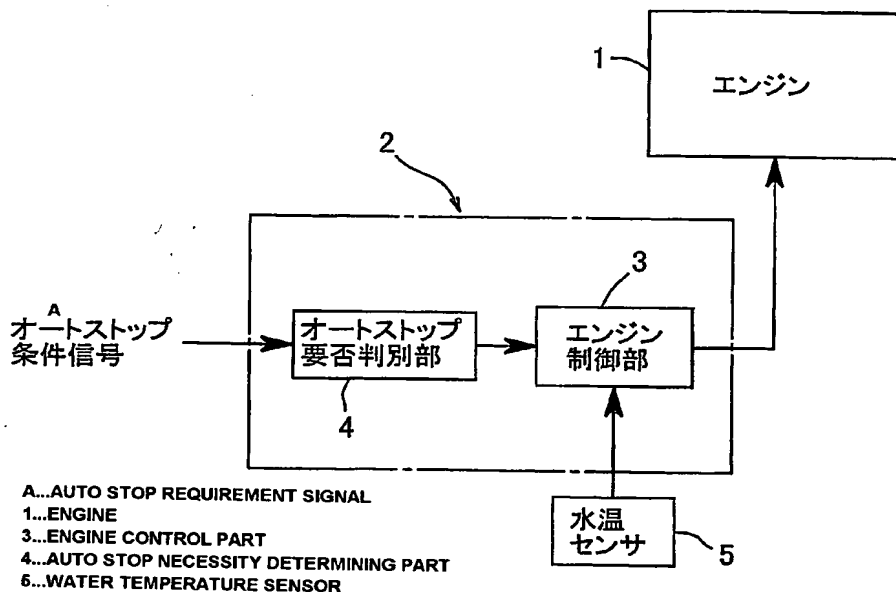 1
エンジン
2
3
A
オートストップ
条件信号
オートストップ
要否判別部
エンジン
制御部
4
水温
センサ
5
A...AUTO STOP REQUIREMENT SIGNAL
1...ENGINE
3...ENGINE CONTROL PART
4...AUTO STOP NECESSITY DETERMINING PART
5...WATER TEMPERATURE SENSOR